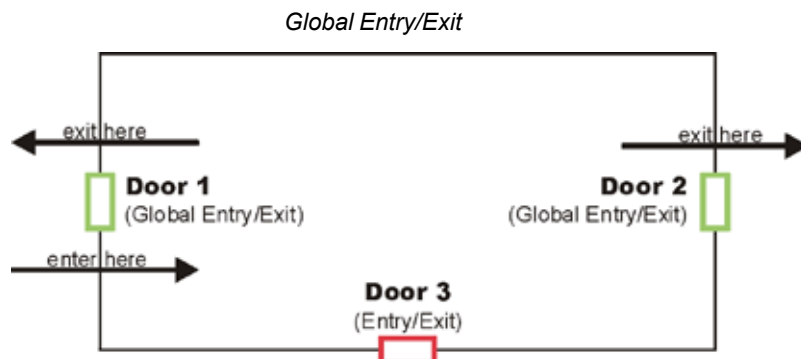 Global Entry/Exit
exit here
exit here
Door 1
(Global Entry/Exit)
Door 2
(Global Entry/Exit)
enter here
Door 3
(Entry/Exit)